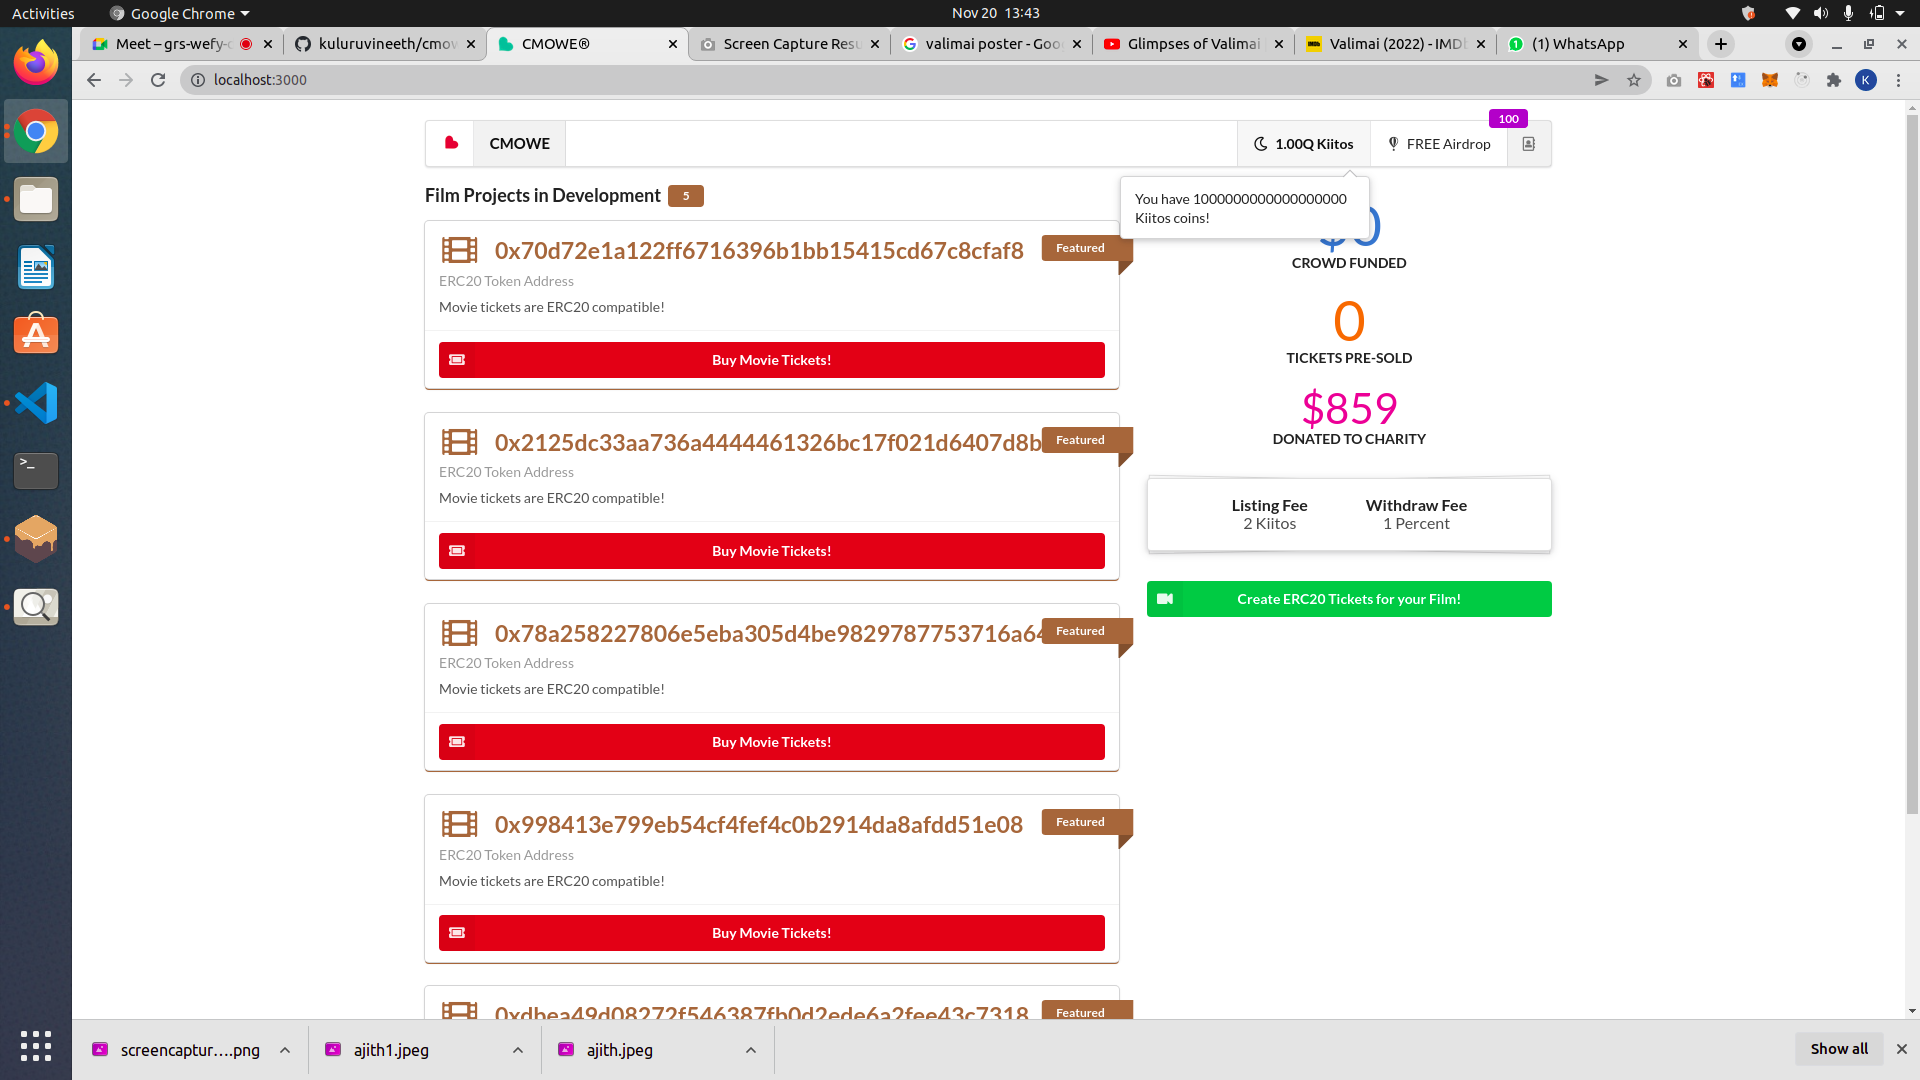 Activities
Google Chrome
Nov 20 13:43
Meet – grs-wefy-
kuluruvineeth/cmow
CMOWE®
Screen Capture Resu
valimai poster - Goo
Glimpses of Valimai
Valimai (2022) - IMDb
(1) WhatsApp
localhost:3000
K
CMOWE
1.00Q Kiitos
FREE Airdrop
100
You have 1000000000000000000
Kiitos coins!
Film Projects in Development 5
0x70d72e1a122ff6716396b1bb15415cd67c8cfaf8
Featured
ERC20 Token Address
Movie tickets are ERC20 compatible!
Buy Movie Tickets!
0x2125dc33aa736a4444461326bc17f021d6407d8b
Featured
ERC20 Token Address
Movie tickets are ERC20 compatible!
Buy Movie Tickets!
0x78a258227806e5eba305d4be9829787753716a64
Featured
ERC20 Token Address
Movie tickets are ERC20 compatible!
Buy Movie Tickets!
0x998413e799eb54cf4fef4c0b2914da8afdd51e08
Featured
ERC20 Token Address
Movie tickets are ERC20 compatible!
Buy Movie Tickets!
0xdbea49d08272f546387fb0d2ede6a2fee43c7318
Featured
$0
CROWD FUNDED
0
TICKETS PRE-SOLD
$859
DONATED TO CHARITY
Listing Fee
2 Kiitos
Withdraw Fee
1 Percent
Create ERC20 Tickets for your Film!
screencaptur....png
ajith1.jpeg
ajith.jpeg
Show all